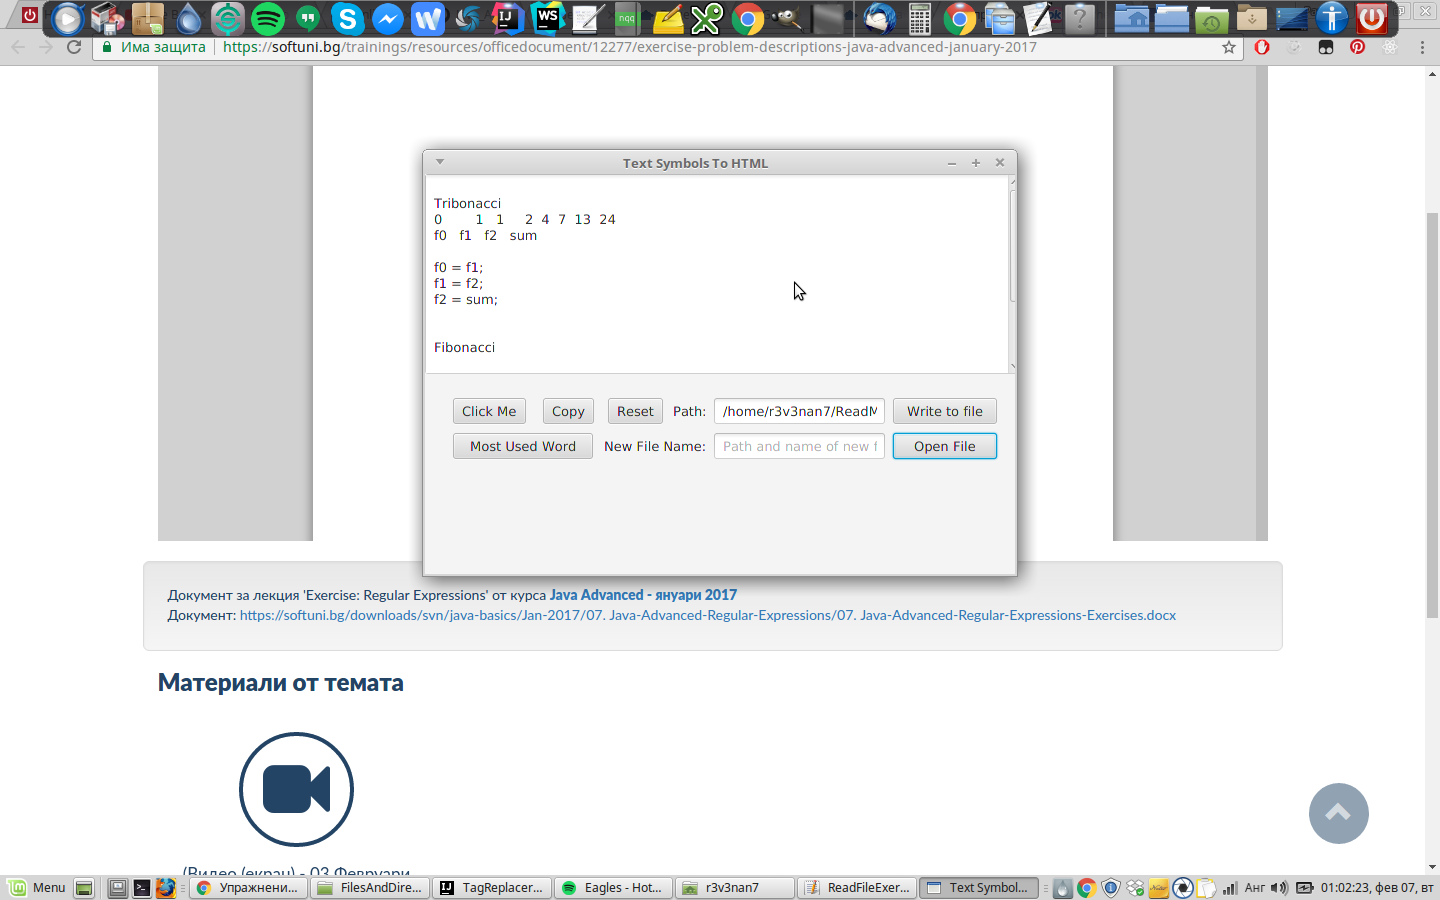 Има защита
https://softuni.bg/trainings/resources/officedocument/12277/exercise-problem-descriptions-java-advanced-january-2017
Text Symbols To HTML
Tribonacci
0 1 1 2 4 7 13 24
f0 f1 f2 sum
f0 = f1;
f1 = f2;
f2 = sum;
Fibonacci
Click Me Copy Reset Path: /home/r3v3nan7/ReadM Write to file
Most Used Word New File Name: Path and name of new f Open File
Документ за лекция 'Exercise: Regular Expressions' от курса Java Advanced - януари 2017
Документ: https://softuni.bg/downloads/svn/java-basics/Jan-2017/07. Java-Advanced-Regular-Expressions/07. Java-Advanced-Regular-Expressions-Exercises.docx
Материали от темата
(Видео (екран) - 03 Февруари
Menu Упражнени... FilesAndDire... TagReplacer... Eagles - Hot... r3v3nan7 ReadFileExer... Text Symbol... Анг 01:02:23, фев 07, вт